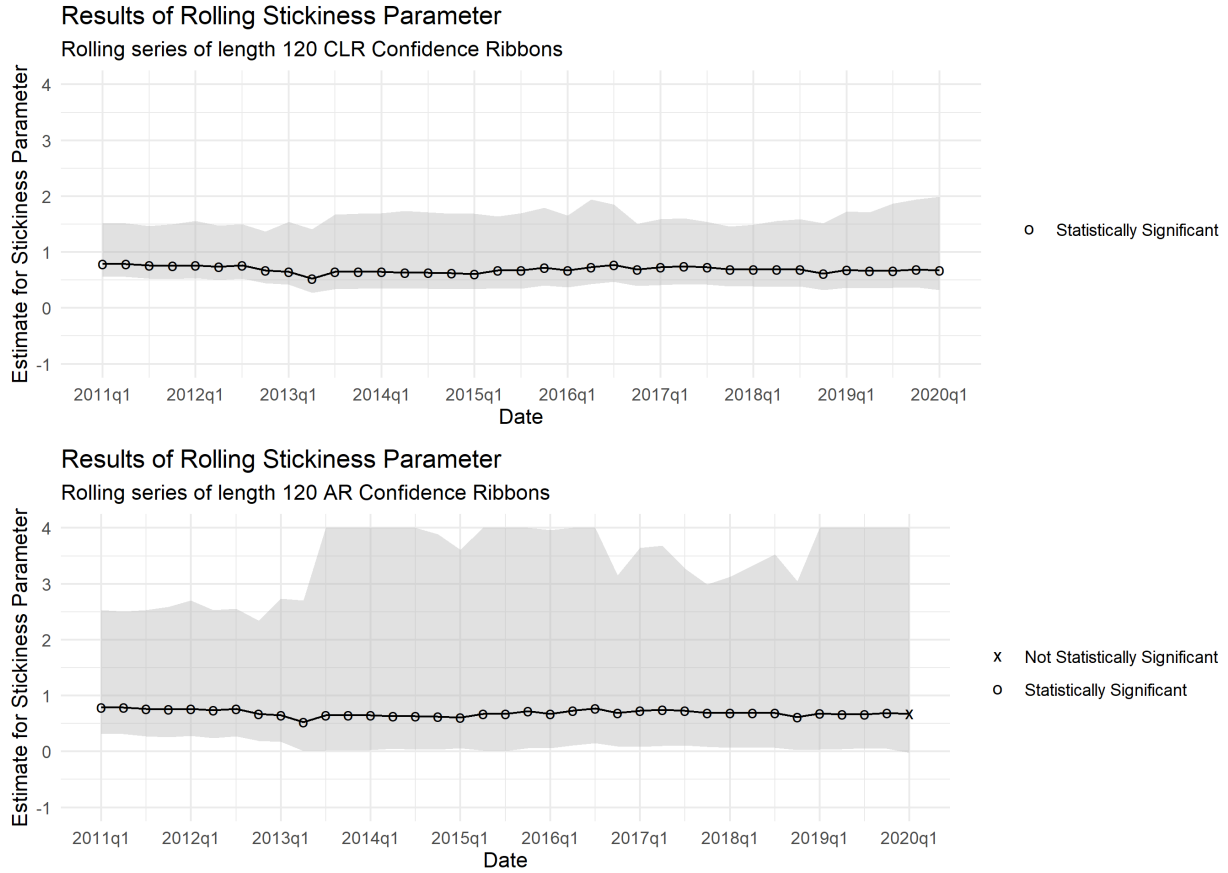 Results of Rolling Stickiness Parameter
Rolling series of length 120 CLR Confidence Ribbons
Estimate for Stickiness Parameter
4
3
2
1
0
-1
2011q1 2012q1 2013q1 2014q1 2015q1 2016q1 2017q1 2018q1 2019q1 2020q1
Date
o Statistically Significant
Results of Rolling Stickiness Parameter
Rolling series of length 120 AR Confidence Ribbons
Estimate for Stickiness Parameter
4
3
2
1
0
-1
2011q1 2012q1 2013q1 2014q1 2015q1 2016q1 2017q1 2018q1 2019q1 2020q1
Date
x Not Statistically Significant
o Statistically Significant